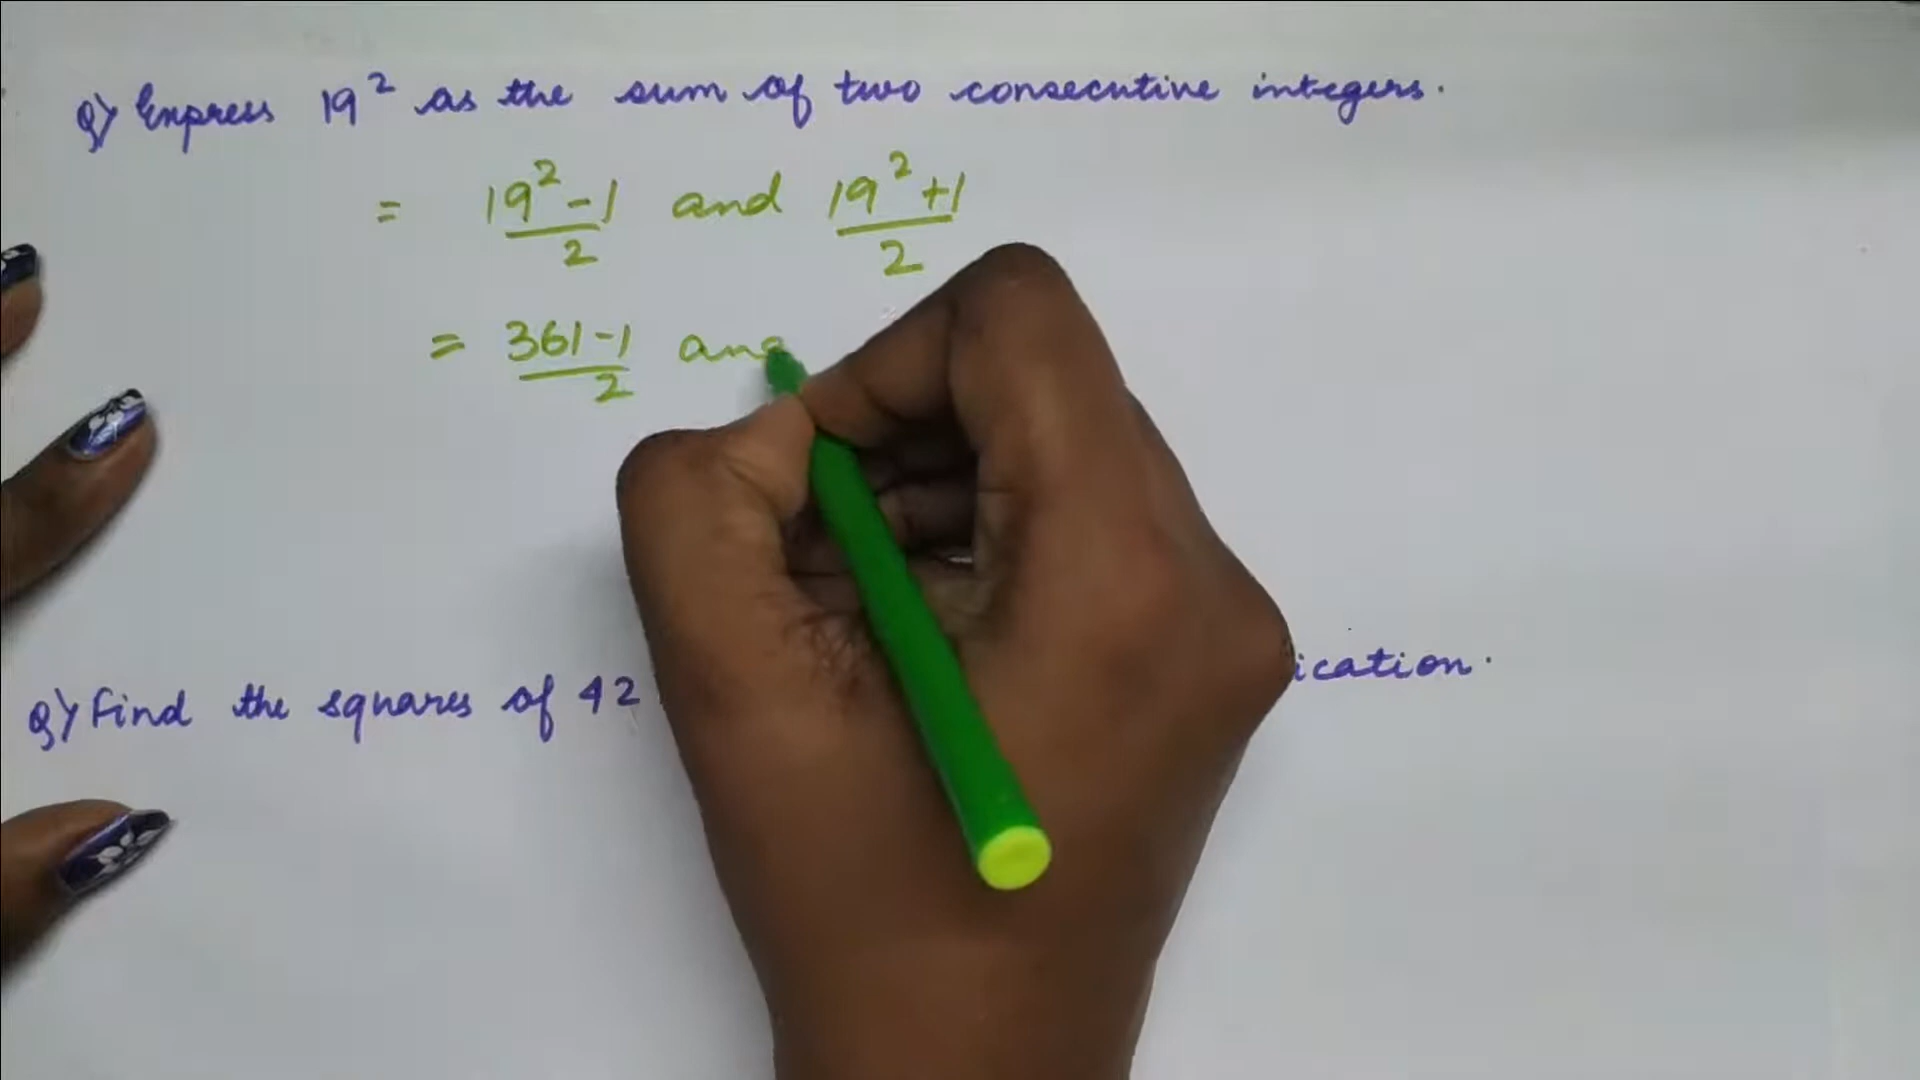 Q) Express 19² as the sum of two consecutive integers.
= 19²-1/2 and 19²+1/2
= 361-1/2 an
Q) Find the squares of 42